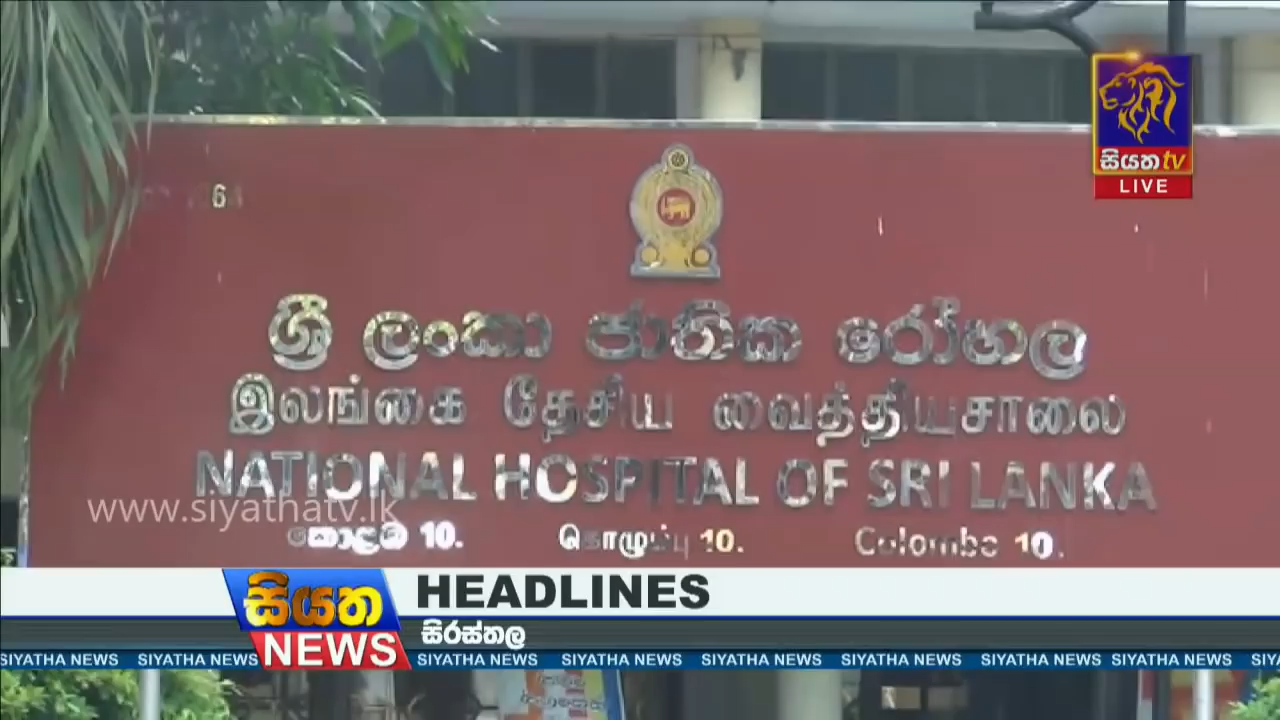 සියත tv
LIVE
ශ්‍රී ලංකා ජාතික රෝහල
இலங்கை தேசிய வைத்தியசாலை
NATIONAL HOSPITAL OF SRI LANKA
www.siyathatv.lk
කොළඹ 10. கொழும்பு 10. Colombo 10.
සියත NEWS
HEADLINES
සිරස්තල
SIYATHA NEWS SIYATHA NEWS SIYATHA NEWS SIYATHA NEWS SIYATHA NEWS SIYATHA NEWS SIYATHA NEWS SIYATHA NEWS